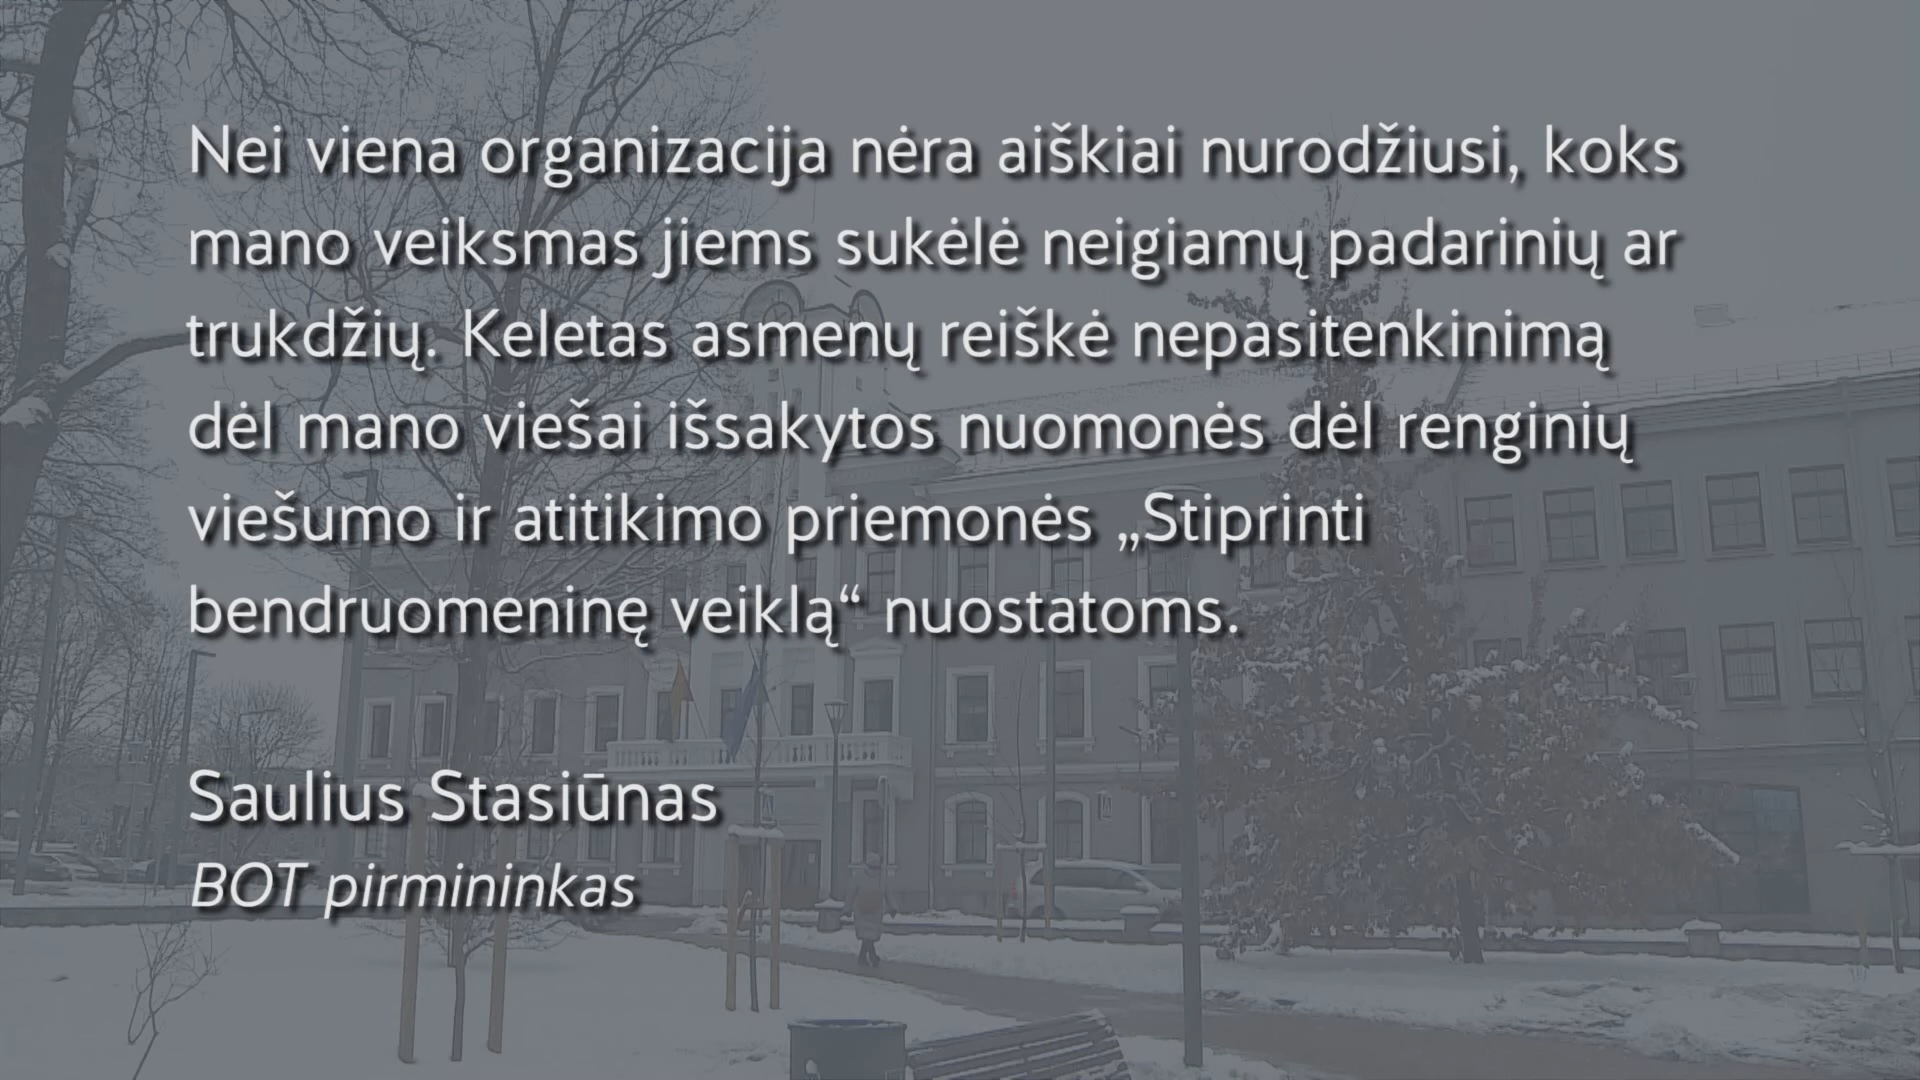 Nei viena organizacija nėra aiškiai nurodžiusi, koks
mano veiksmas jiems sukėlė neigiamų padarinių ar
trukdžių. Keletas asmenų reiškė nepasitenkinimą
dėl mano viešai išsakytos nuomonės dėl renginių
viešumo ir atitikimo priemonės „Stiprinti
bendruomeninę veiklą“ nuostatoms.
Saulius Stasiūnas
BOT pirmininkas